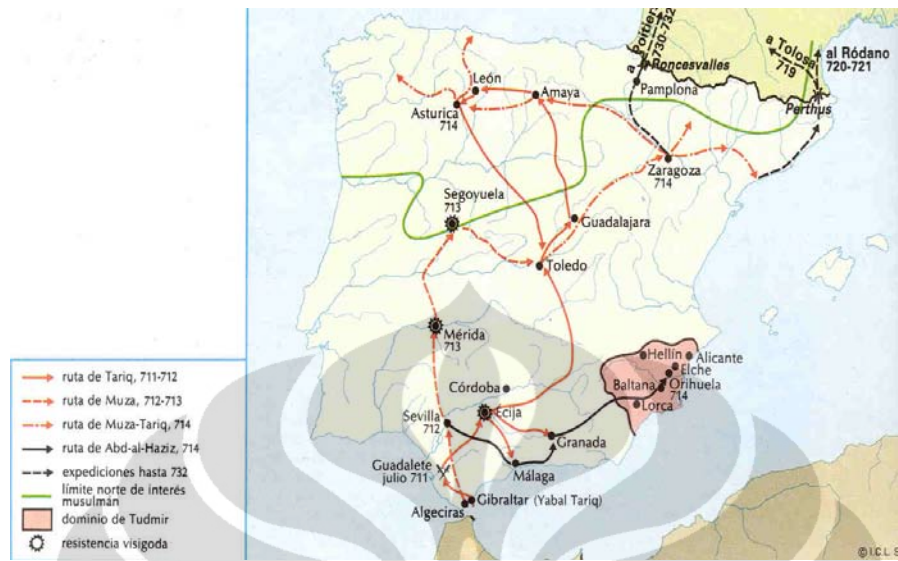 a Poitiers
730-732
Roncesvalles
a Tolosa
719
al Ródano
720-721
Perthus
Pamplona
León
Amaya
Asturica
714
Zaragoza
714
Segoyuela
713
Guadalajara
Toledo
Mérida
713
Hellín
Alicante
Elche
Baltana
Orihuela
714
Lorca
Córdoba
Sevilla
712
Ecija
Granada
Guadalete
julio 711
Málaga
Gibraltar (Yabal Tariq)
Algeciras
ruta de Tariq, 711-712
ruta de Muza, 712-713
ruta de Muza-Tariq, 714
ruta de Abd-al-Haziz, 714
expediciones hasta 732
límite norte de interés
musulmán
dominio de Tudmir
resistencia visigoda
© I.C.L. S